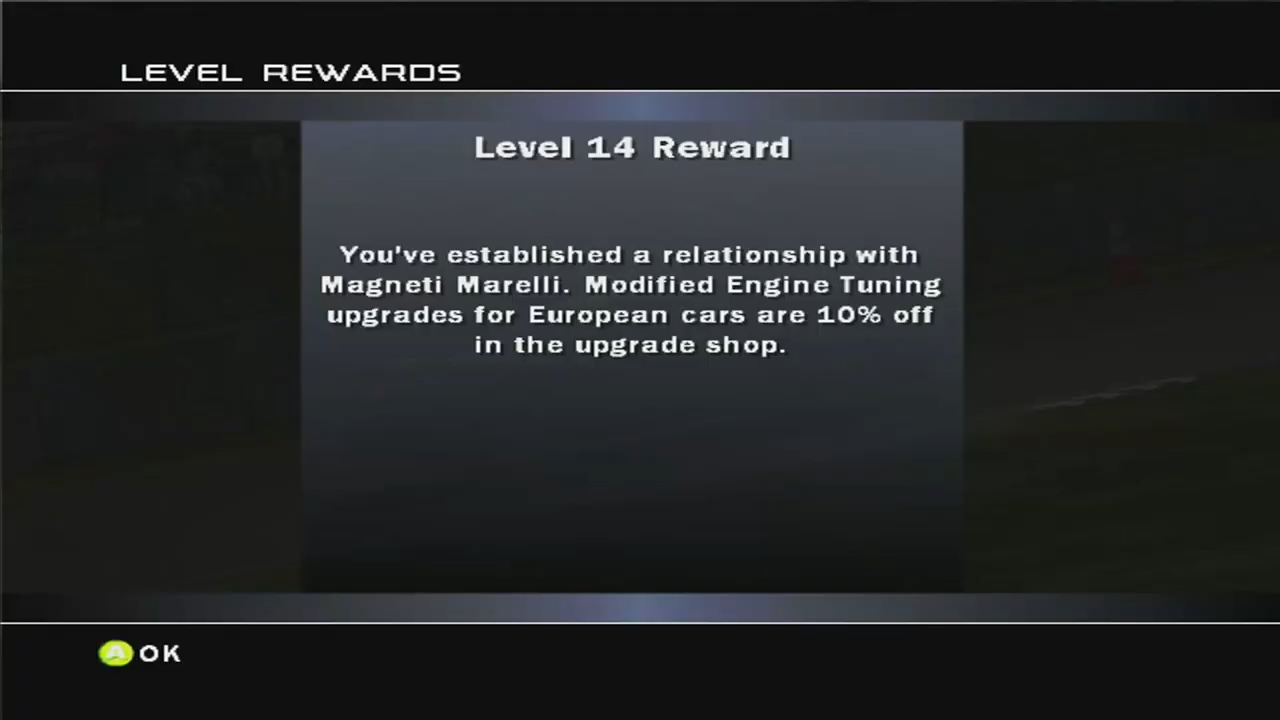 LEVEL REWARDS
Level 14 Reward
You've established a relationship with
Magneti Marelli. Modified Engine Tuning
upgrades for European cars are 10% off
in the upgrade shop.
A OK